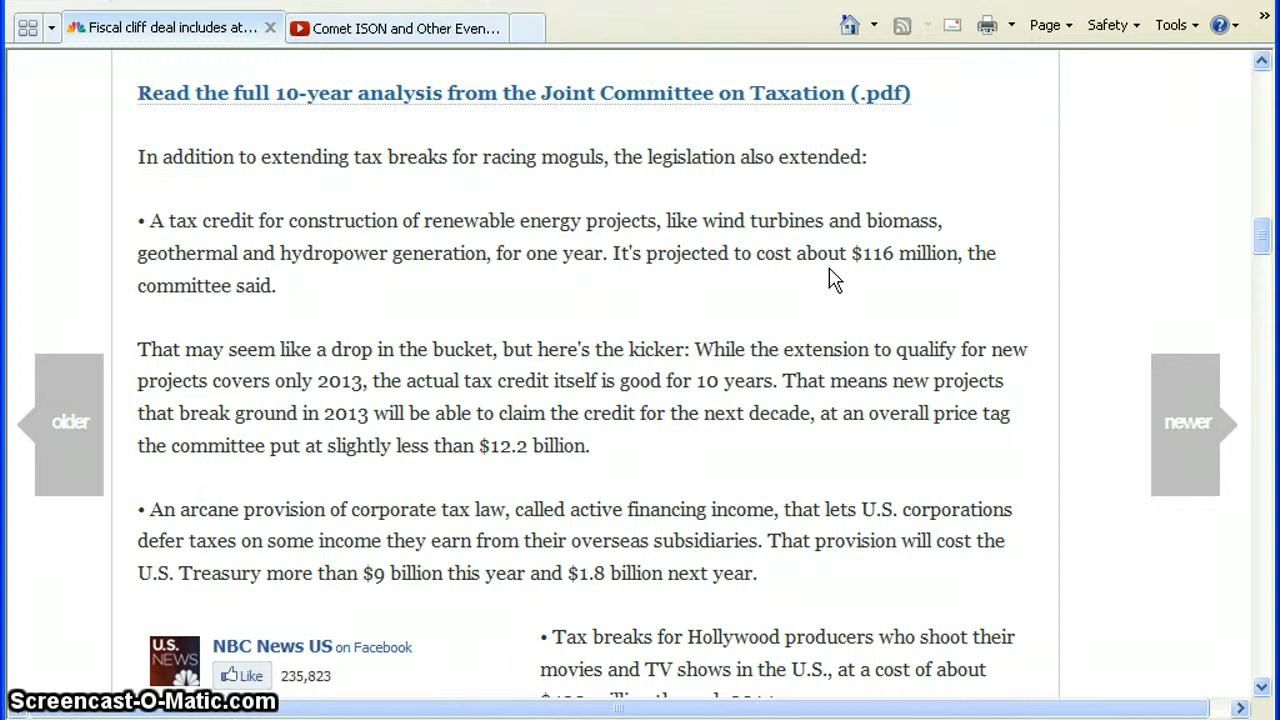 Fiscal cliff deal includes at...
Comet ISON and Other Even...
Page
Safety
Tools
Read the full 10-year analysis from the Joint Committee on Taxation (.pdf)
In addition to extending tax breaks for racing moguls, the legislation also extended:
• A tax credit for construction of renewable energy projects, like wind turbines and biomass,
geothermal and hydropower generation, for one year. It's projected to cost about $116 million, the
committee said.
That may seem like a drop in the bucket, but here's the kicker: While the extension to qualify for new
projects covers only 2013, the actual tax credit itself is good for 10 years. That means new projects
that break ground in 2013 will be able to claim the credit for the next decade, at an overall price tag
the committee put at slightly less than $12.2 billion.
older
newer
• An arcane provision of corporate tax law, called active financing income, that lets U.S. corporations
defer taxes on some income they earn from their overseas subsidiaries. That provision will cost the
U.S. Treasury more than $9 billion this year and $1.8 billion next year.
U.S.
NEWS
NBC News US on Facebook
Like
235,823
• Tax breaks for Hollywood producers who shoot their
movies and TV shows in the U.S., at a cost of about
Screencast-O-Matic.com